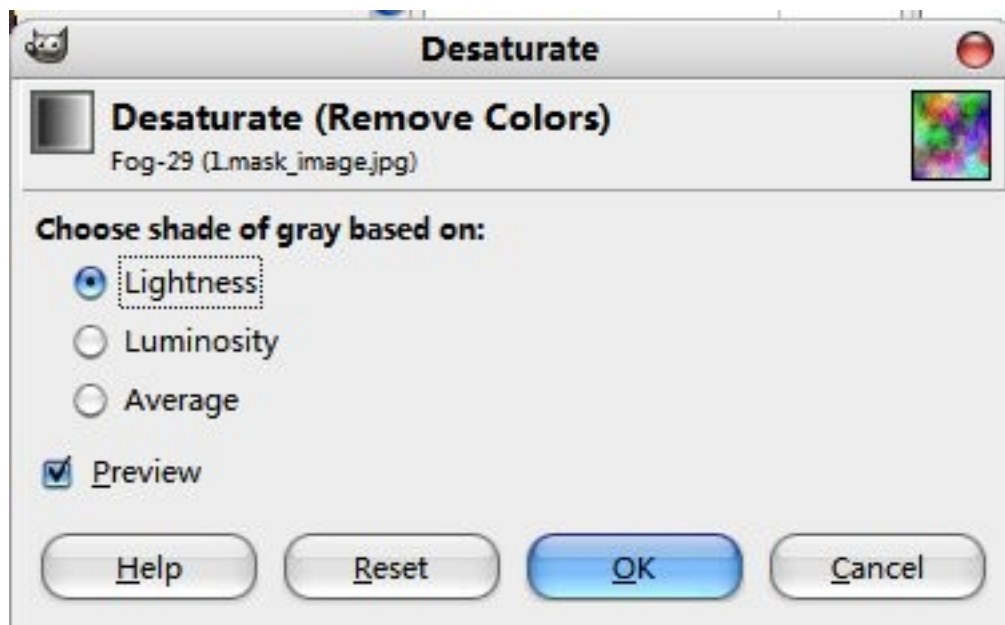 Desaturate
Desaturate (Remove Colors)
Fog-29 (1.mask_image.jpg)
Choose shade of gray based on:
Lightness
Luminosity
Average
Preview
Help Reset OK Cancel